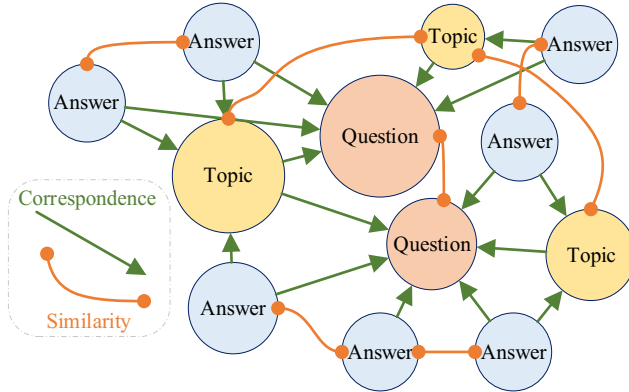 Answer
Topic
Answer
Answer
Question
Answer
Topic
Correspondence
Question
Topic
Answer
Similarity
Answer
Answer